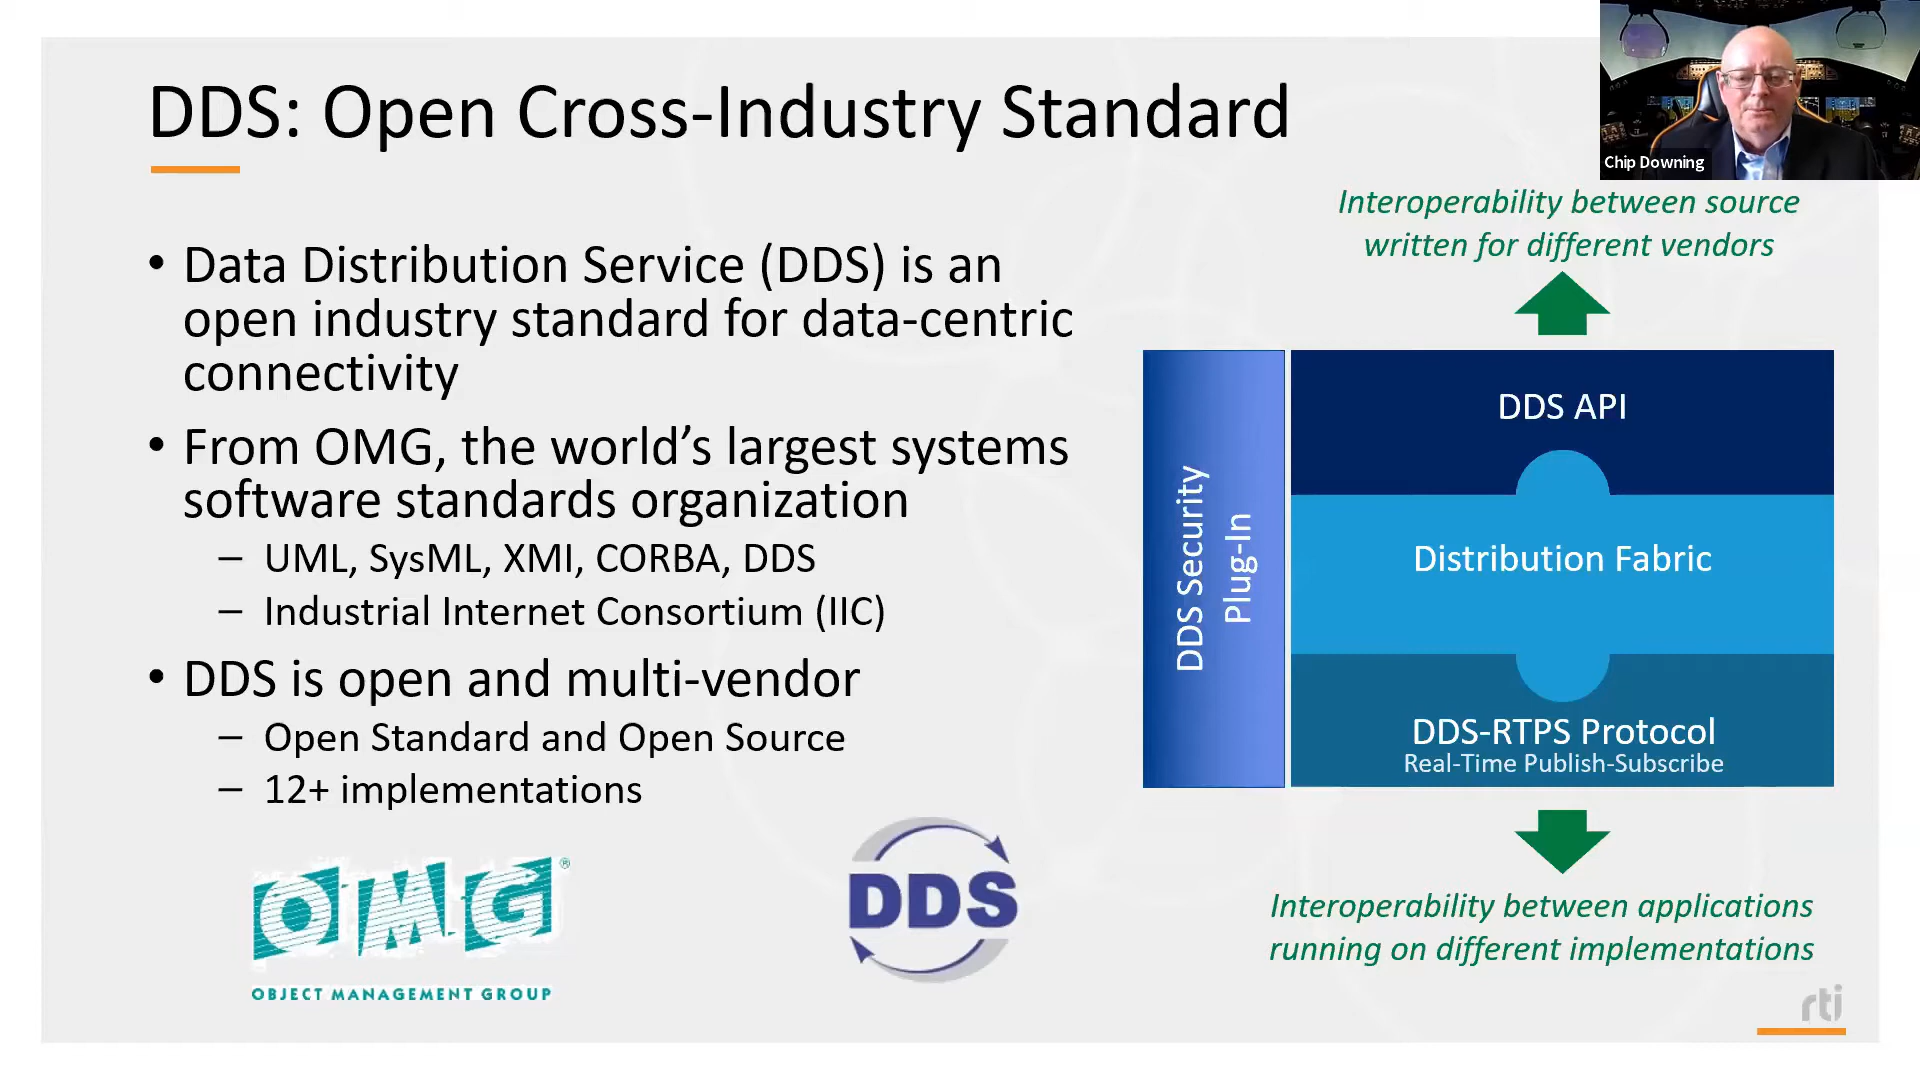 DDS: Open Cross-Industry Standard
Chip Downing
• Data Distribution Service (DDS) is an
open industry standard for data-centric
connectivity
• From OMG, the world’s largest systems
software standards organization
– UML, SysML, XMI, CORBA, DDS
– Industrial Internet Consortium (IIC)
• DDS is open and multi-vendor
– Open Standard and Open Source
– 12+ implementations
OMG®
OBJECT MANAGEMENT GROUP
DDS
Interoperability between source
written for different vendors
DDS Security
Plug-In
DDS API
Distribution Fabric
DDS-RTPS Protocol
Real-Time Publish-Subscribe
Interoperability between applications
running on different implementations
rti